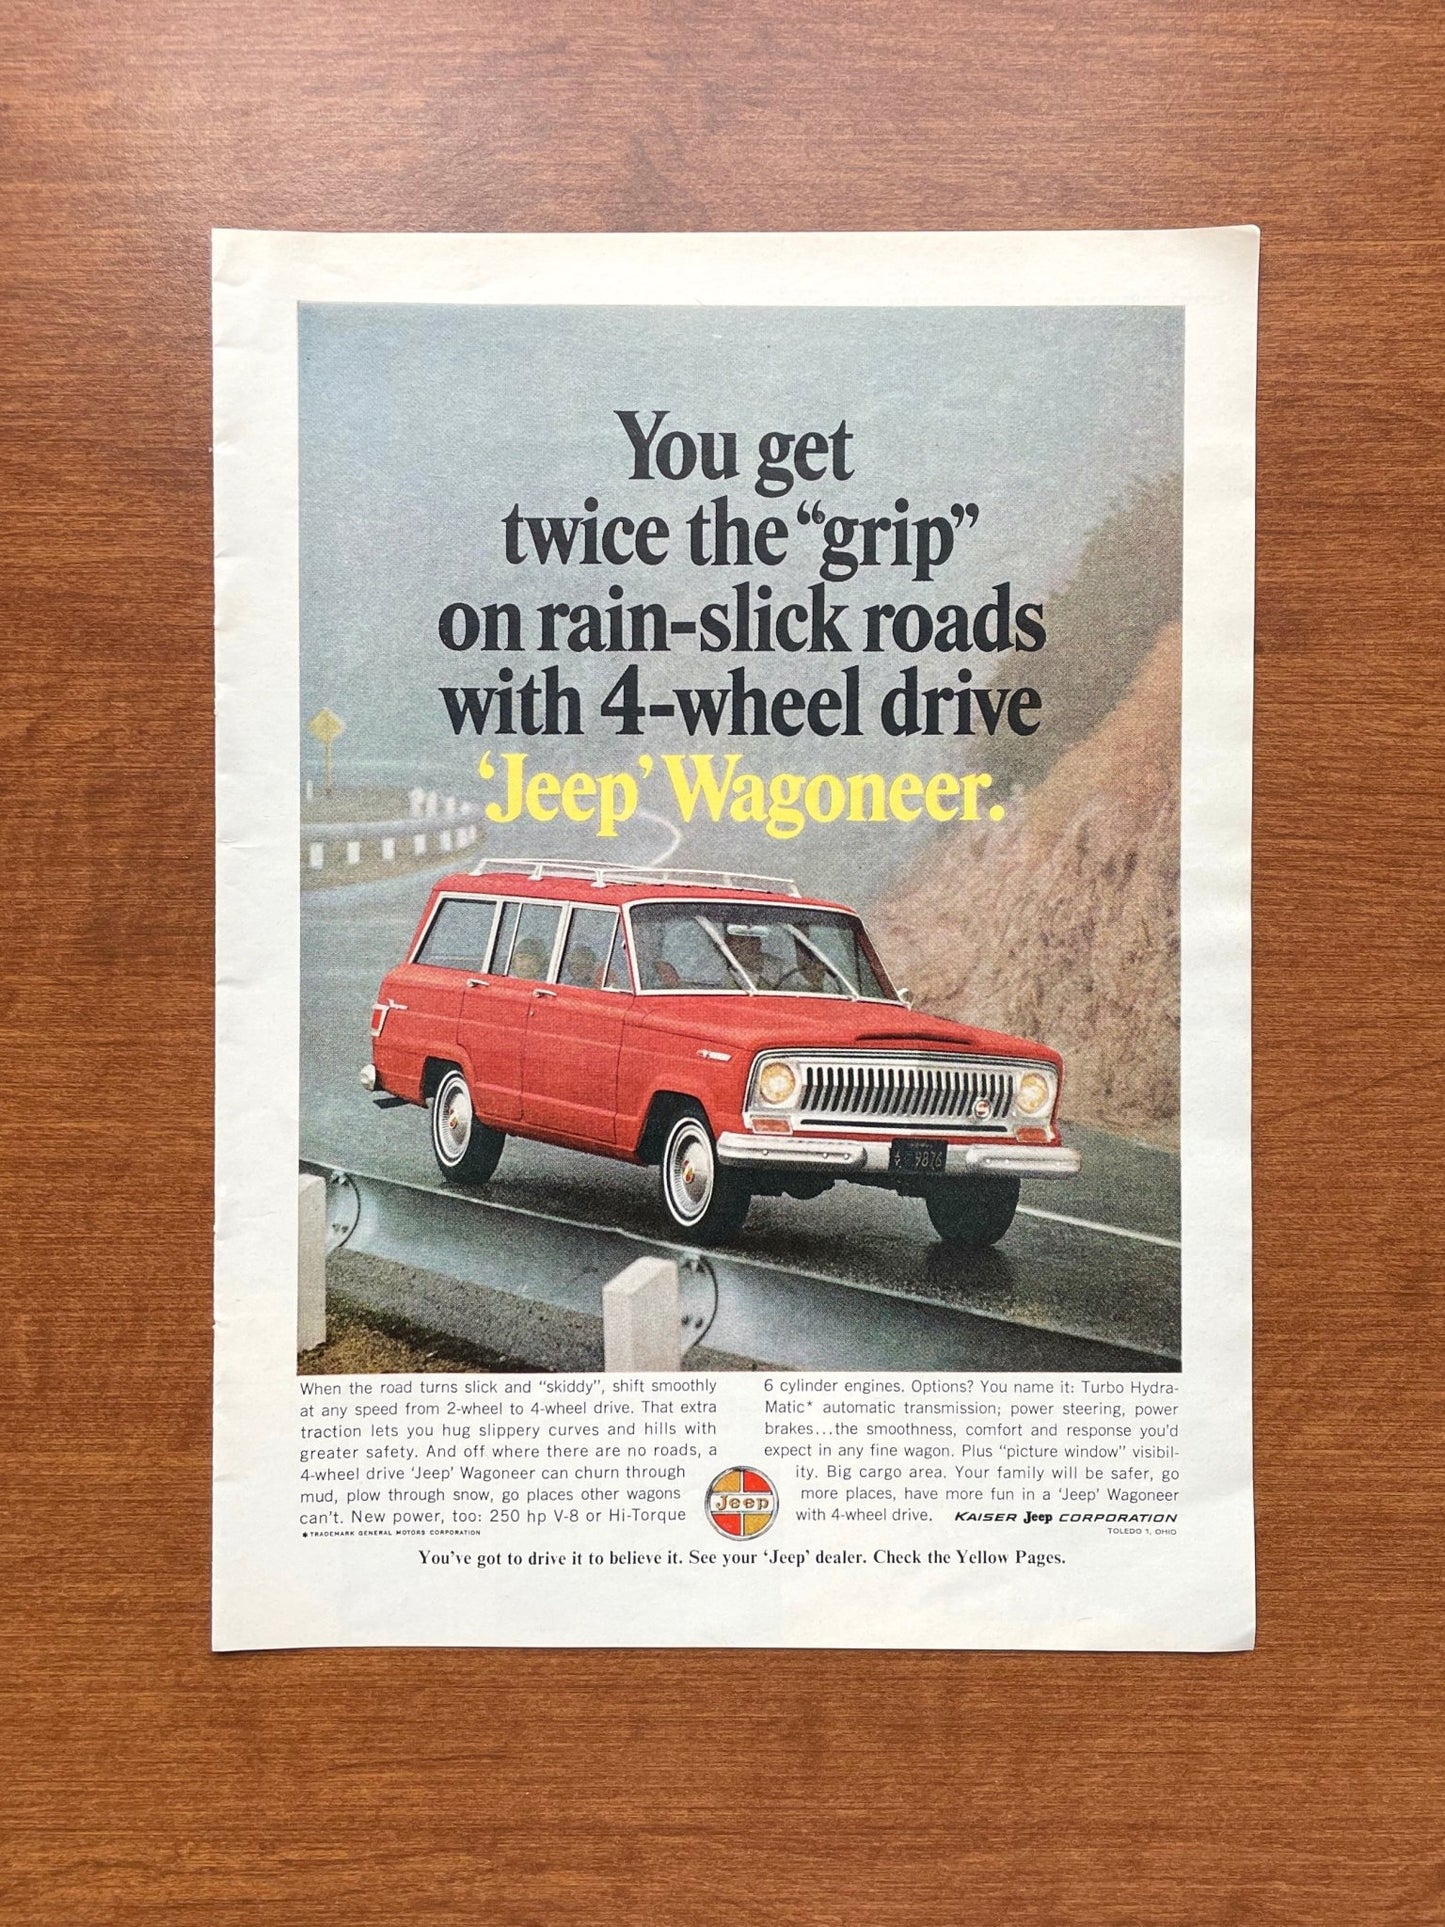 You get
twice the “grip”
on rain-slick roads
with 4-wheel drive
‘Jeep’ Wagoneer.
9876
When the road turns slick and “skiddy”, shift smoothly
at any speed from 2-wheel to 4-wheel drive. That extra
traction lets you hug slippery curves and hills with
greater safety. And off where there are no roads, a
4-wheel drive ‘Jeep’ Wagoneer can churn through
mud, plow through snow, go places other wagons
can’t. New power, too: 250 hp V-8 or Hi-Torque
*TRADEMARK GENERAL MOTORS CORPORATION
Jeep
6 cylinder engines. Options? You name it: Turbo Hydra-
Matic* automatic transmission; power steering, power
brakes...the smoothness, comfort and response you’d
expect in any fine wagon. Plus “picture window” visibil-
ity. Big cargo area. Your family will be safer, go
more places, have more fun in a ‘Jeep’ Wagoneer
with 4-wheel drive. KAISER Jeep CORPORATION
TOLEDO 1, OHIO
You’ve got to drive it to believe it. See your ‘Jeep’ dealer. Check the Yellow Pages.